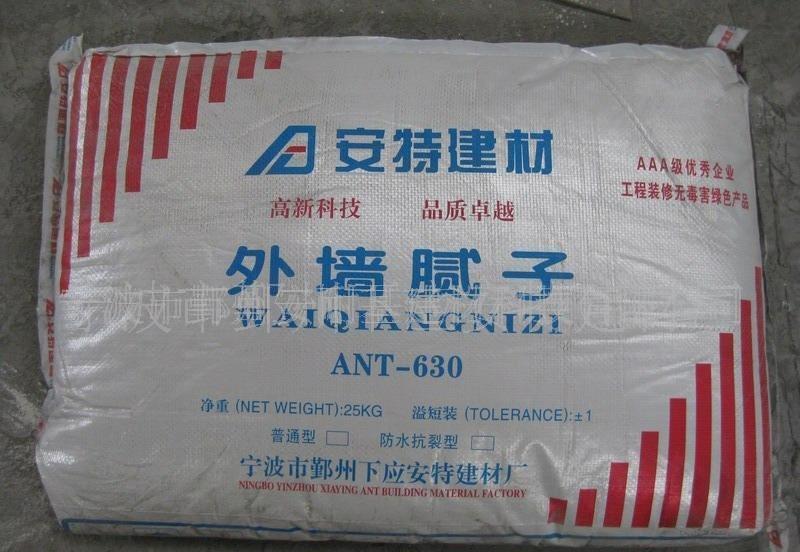 安特建材
AAA级优秀企业
工程装修无毒害绿色产品
高新科技 品质卓越
外墙腻子
WAIQIANGNIZI
ANT-630
净重 (NET WEIGHT):25KG 溢短装 (TOLERANCE):±1
普通型 防水抗裂型
宁波市鄞州下应安特建材厂
NINGBO YINZHOU XIAYING ANT BUILDING MATERIAL FACTORY